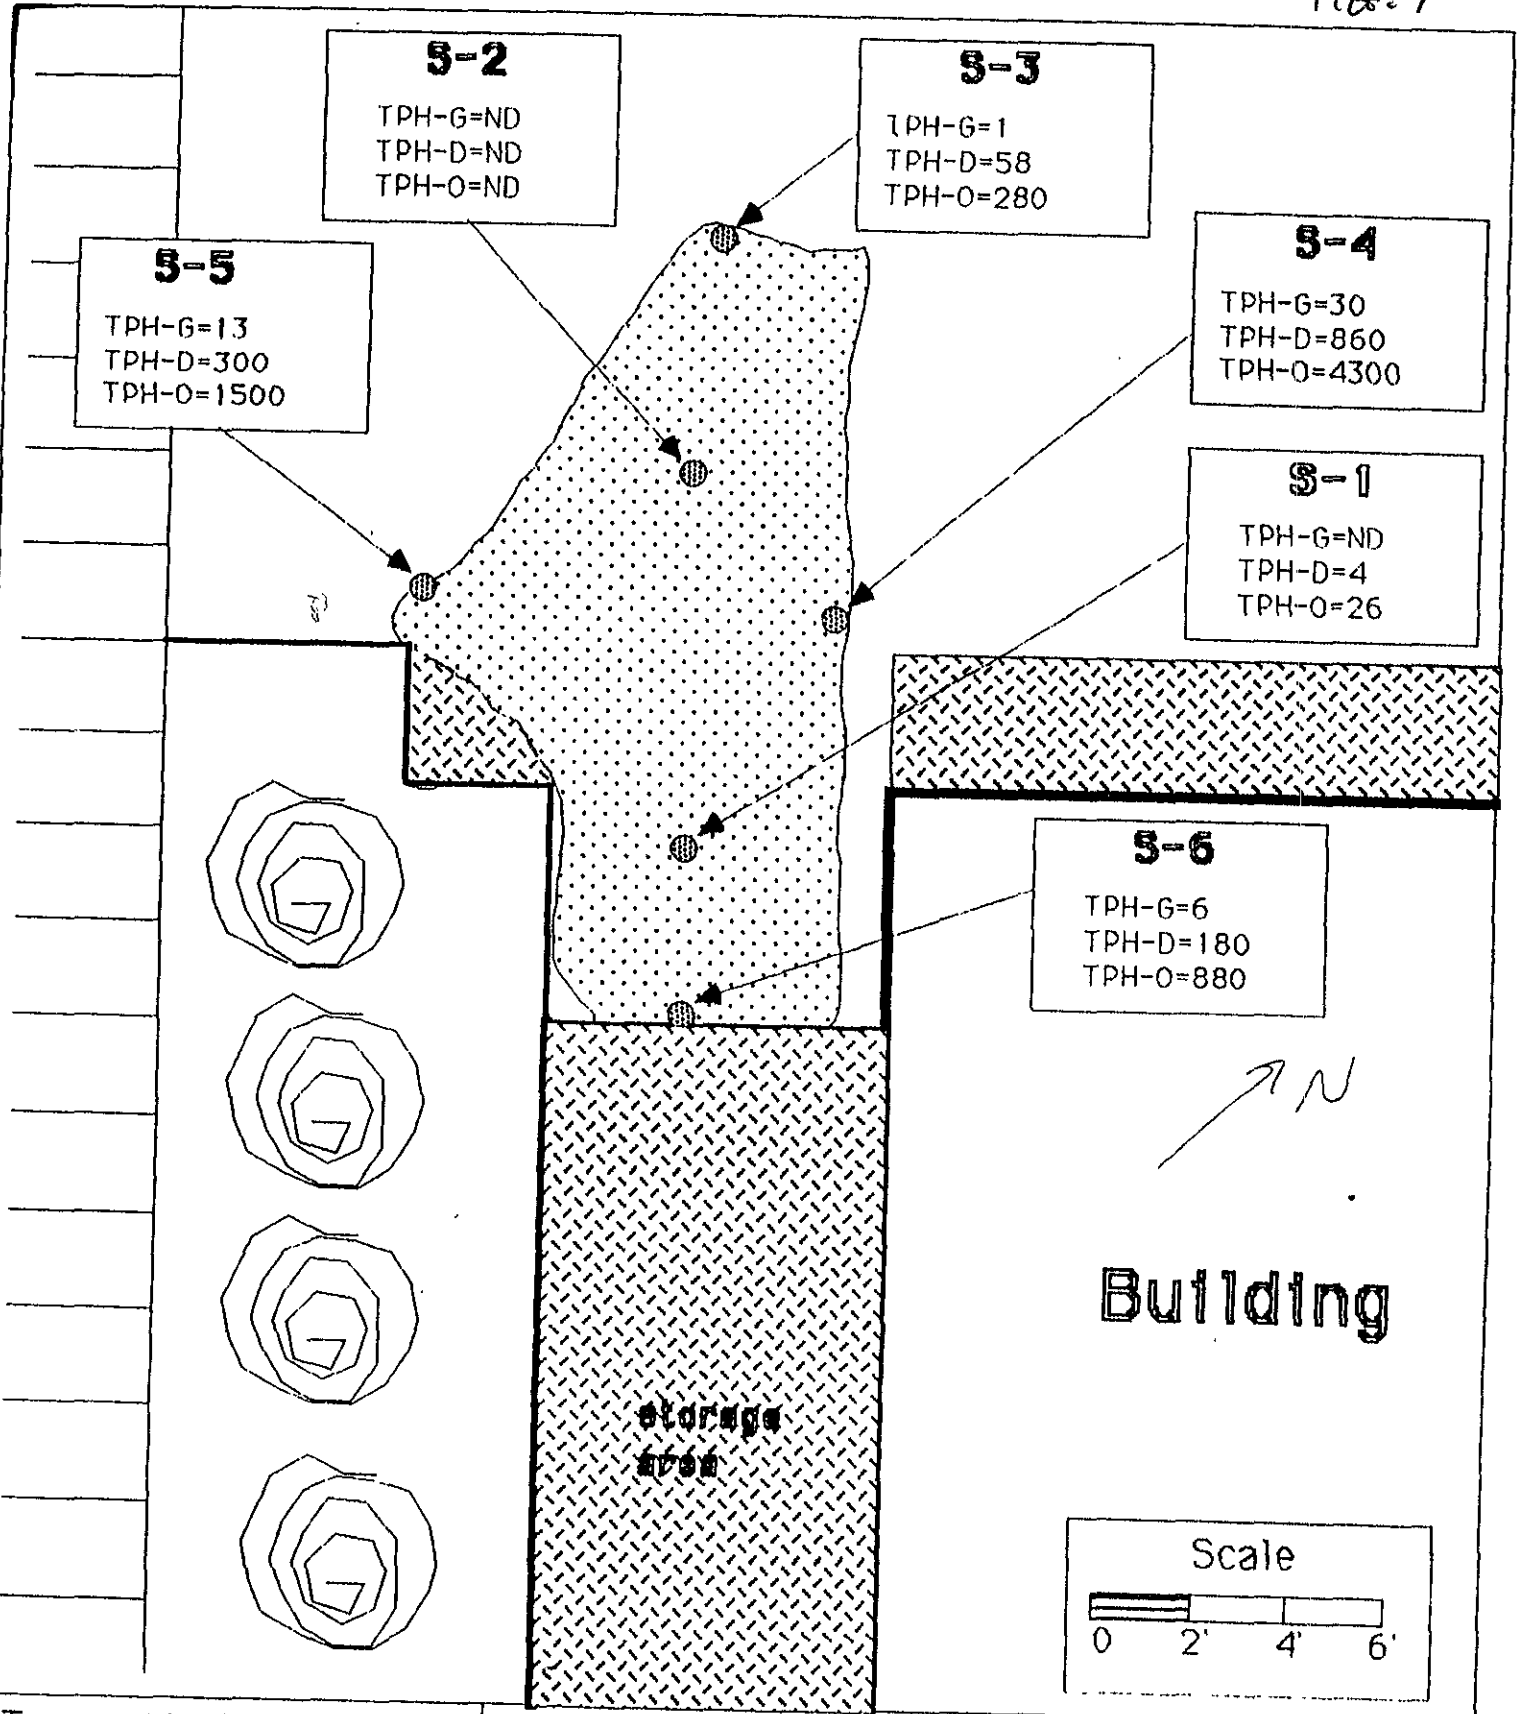 S-2
TPH-G=ND
TPH-D=ND
TPH-O=ND
S-3
TPH-G=1
TPH-D=58
TPH-O=280
S-5
TPH-G=13
TPH-D=300
TPH-O=1500
S-4
TPH-G=30
TPH-D=860
TPH-O=4300
S-1
TPH-G=ND
TPH-D=4
TPH-O=26
S-6
TPH-G=6
TPH-D=180
TPH-O=880
N
Building
storage
area
Scale
0 2' 4' 6'